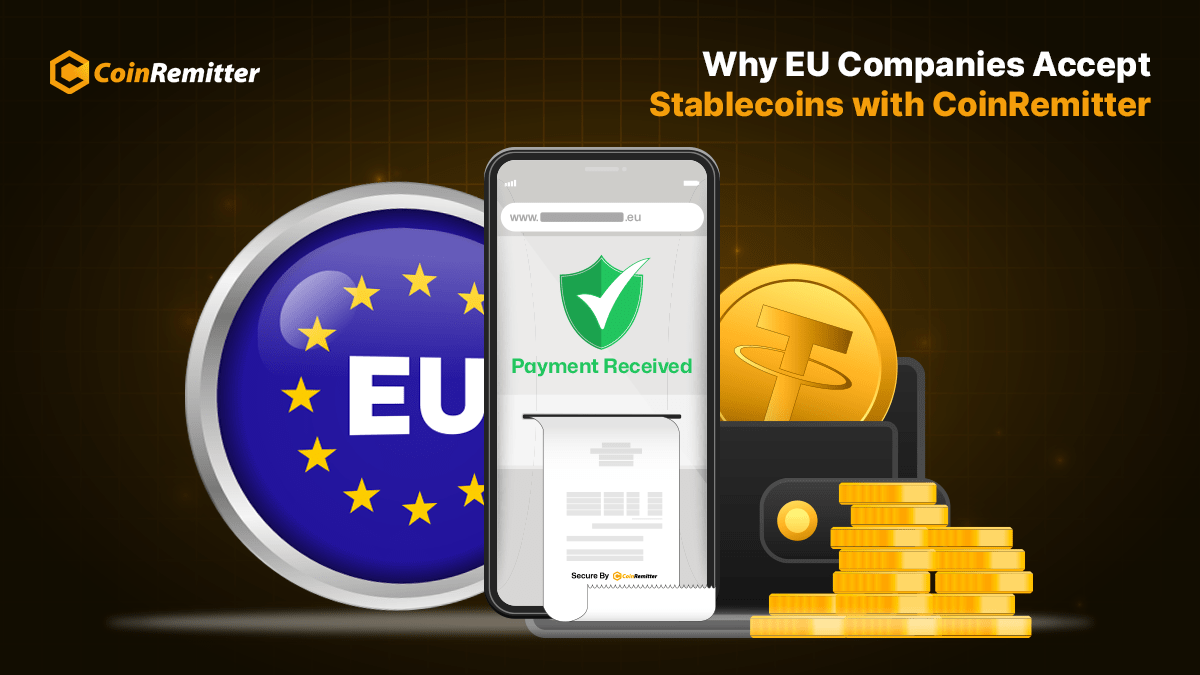 CoinRemitter
Why EU Companies Accept
Stablecoins with CoinRemitter
www.
.eu
Payment Received
EU
Secure By CoinRemitter